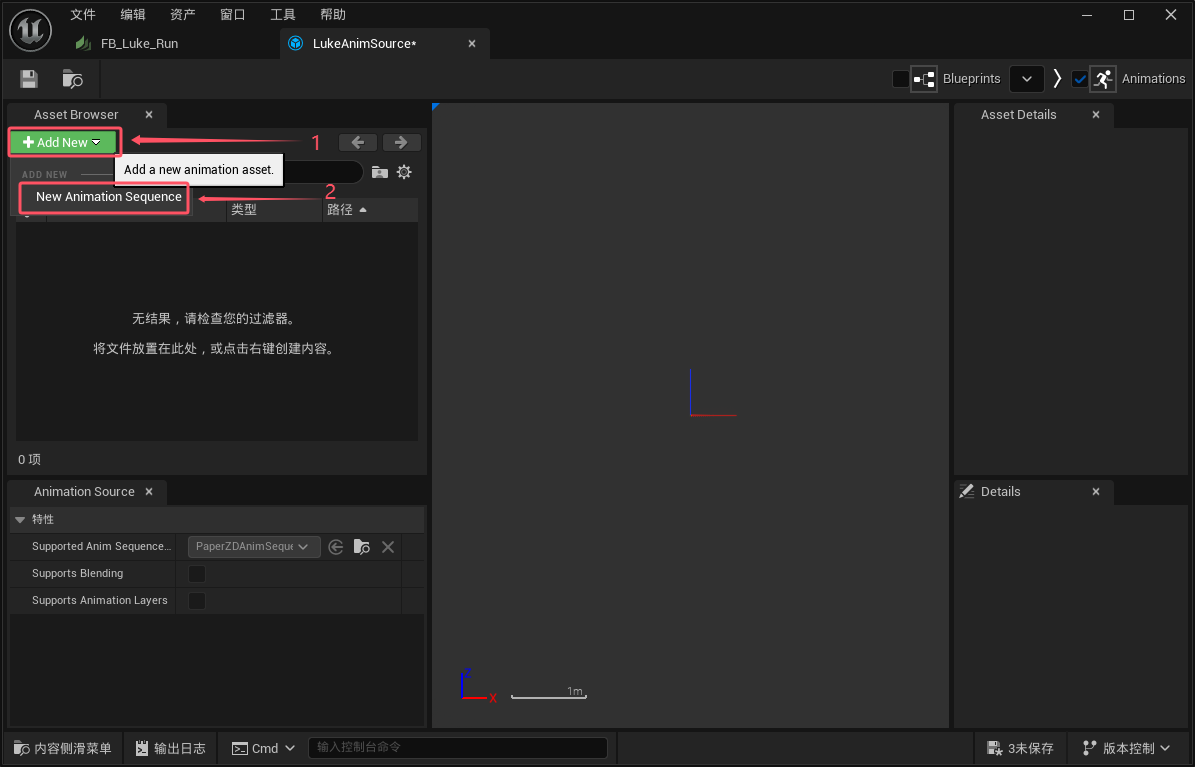 文件 编辑 资产 窗口 工具 帮助
FB_Luke_Run
LukeAnimSource*
Blueprints
Animations
Asset Browser
Add New
1
Add a new animation asset.
ADD NEW
New Animation Sequence
2
类型
路径
无结果，请检查您的过滤器。
将文件放置在此处，或点击右键创建内容。
0 项
Animation Source
特性
Supported Anim Sequence...
PaperZDAnimSeque
Supports Blending
Supports Animation Layers
Z
X
1m
Asset Details
Details
内容侧滑菜单
输出日志
Cmd
输入控制台命令
3未保存
版本控制